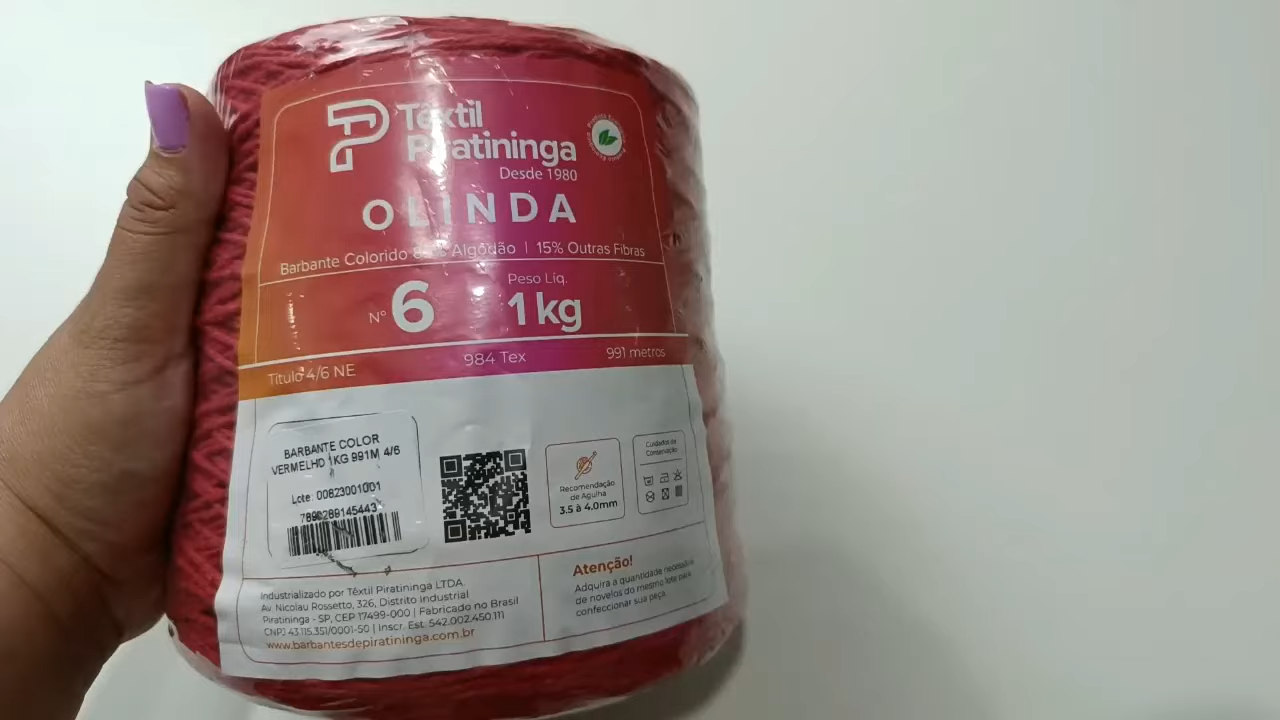 Têxtil
Piratininga
Desde 1980
OLINDA
Barbante Colorido Algodão | 15% Outras Fibras
Nº 6
Peso Liq.
1kg
Título 4/6 NE
984 Tex
991 metros
BARBANTE COLOR
VERMELHO 1KG 991M 4/6
Lote: 00823001001
7890289145443
Recomendação
de Agulha
3.5 à 4.0mm
Cuidados de
Conservação
Industrializado por Têxtil Piratininga LTDA.
Av. Nicolau Rossetto, 326, Distrito Industrial
Piratininga - SP, CEP 17499-000 | Fabricado no Brasil
CNPJ 43.115.351/0001-50 | Inscr. Est. 542.002.450.111
www.barbantesdepiratininga.com.br
Atenção!
Adquira a quantidade necessária
de novelos do mesmo lote para
confeccionar sua peça.